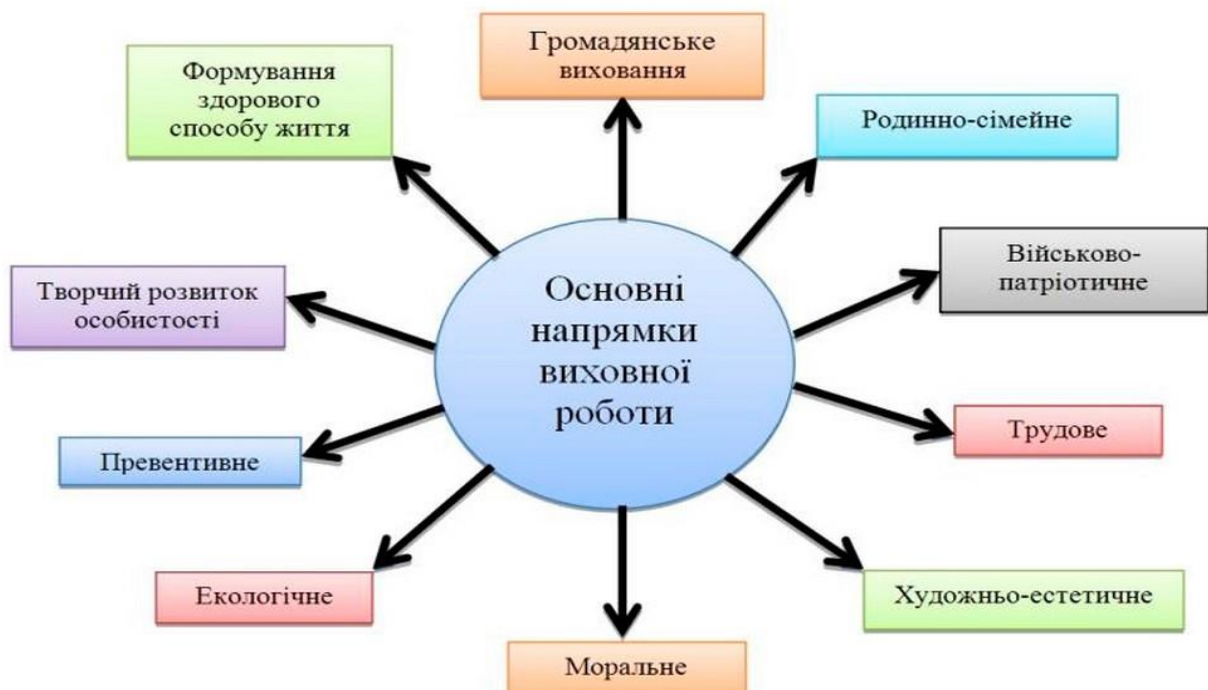 Основні
напрямки
виховної
роботи
Громадянське
виховання
Родинно-сімейне
Військово-
патріотичне
Трудове
Художньо-естетичне
Моральне
Екологічне
Превентивне
Творчий розвиток
особистості
Формування
здорового
способу життя